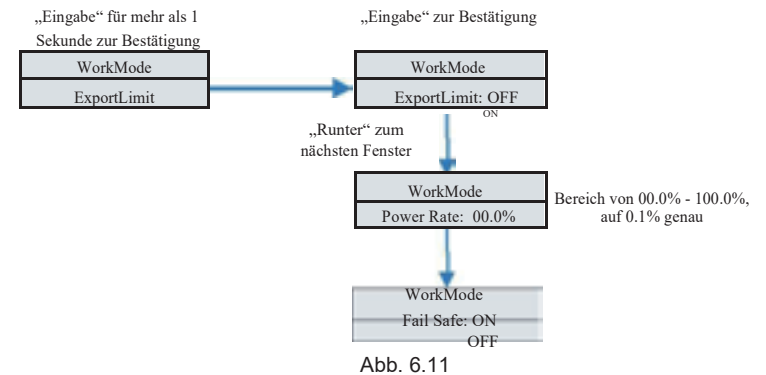 „Eingabe“ für mehr als 1
Sekunde zur Bestätigung
WorkMode
ExportLimit
„Eingabe“ zur Bestätigung
WorkMode
ExportLimit: OFF
ON
„Runter“ zum
nächsten Fenster
WorkMode
Power Rate: 00.0%
Bereich von 00.0% - 100.0%,
auf 0.1% genau
WorkMode
Fail Safe: ON
OFF
Abb. 6.11